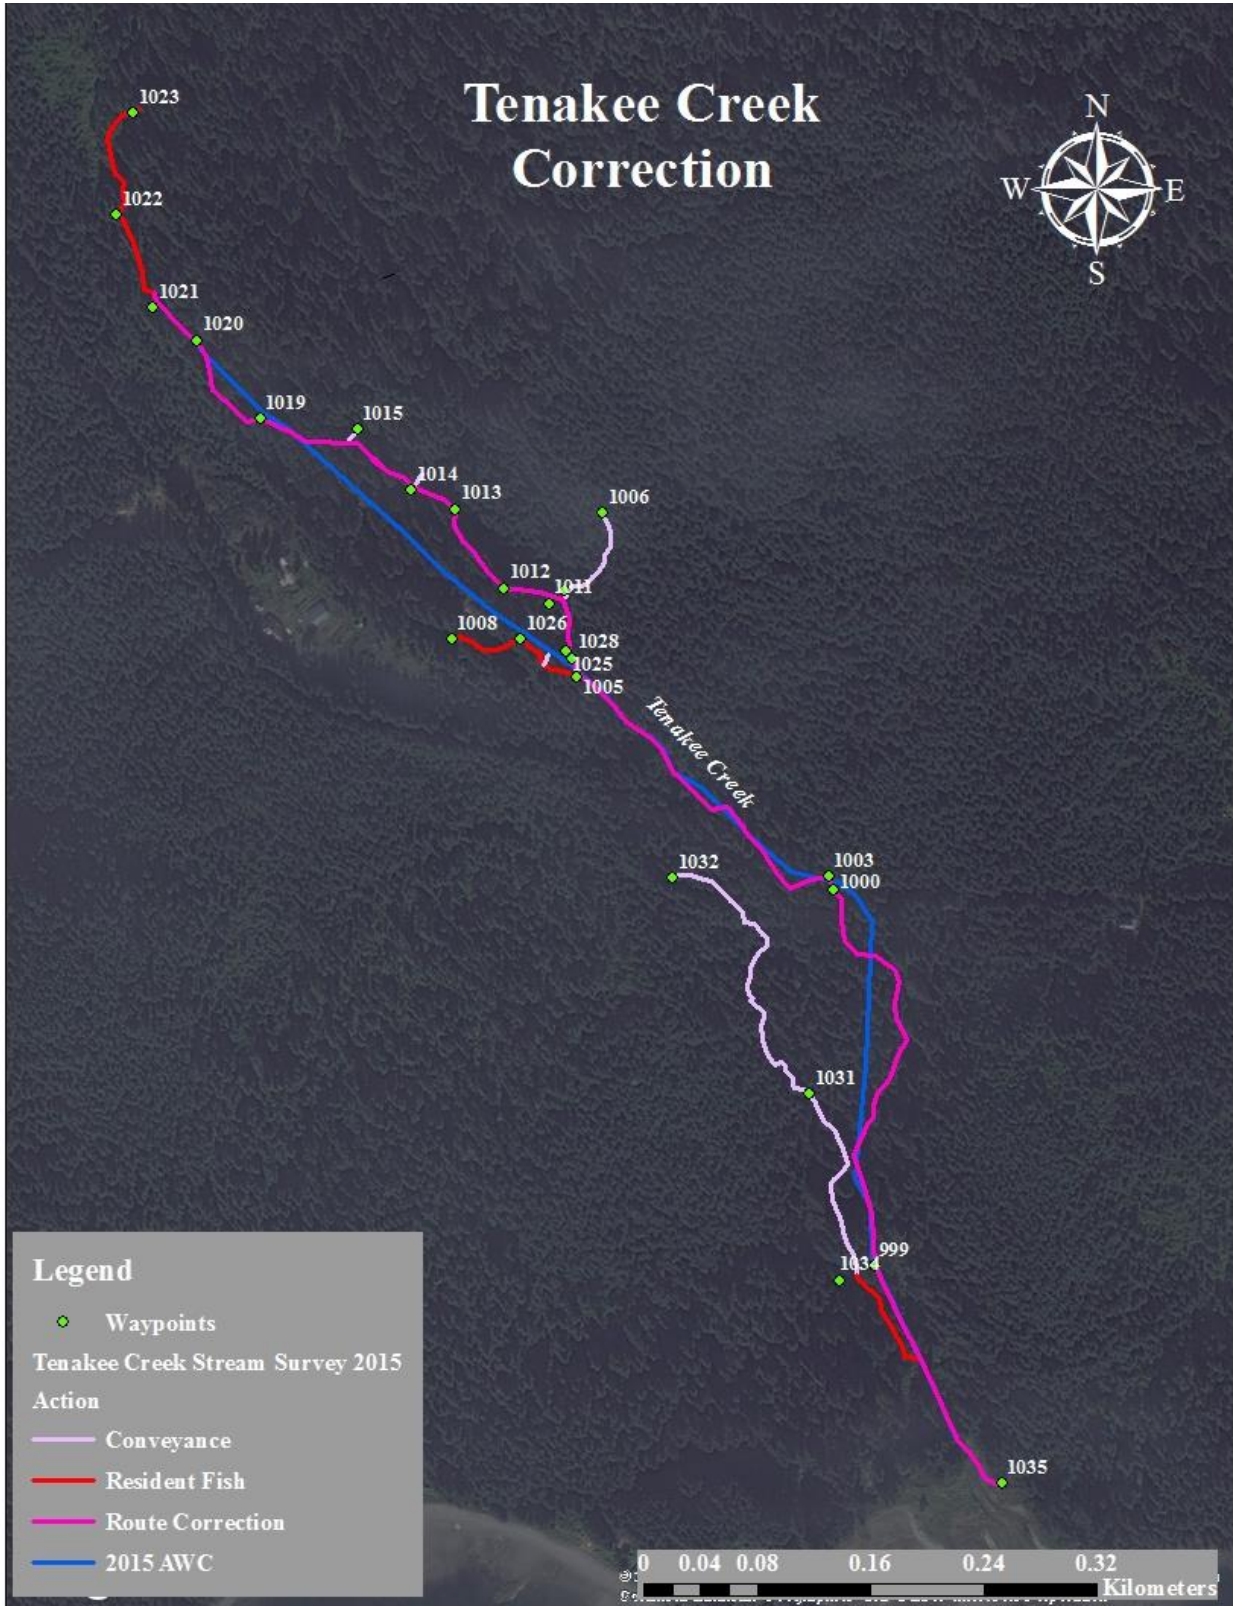 Tenakee Creek
Correction
N
W
E
S
1023
1022
1021
1020
1019
1015
1014
1013
1006
1012
1011
1008
1026
1028
1025
1005
Tenakee Creek
1003
1000
1032
1031
999
1034
1035
Legend
Waypoints
Tenakee Creek Stream Survey 2015
Action
Conveyance
Resident Fish
Route Correction
2015 AWC
0 0.04 0.08 0.16 0.24 0.32
Kilometers